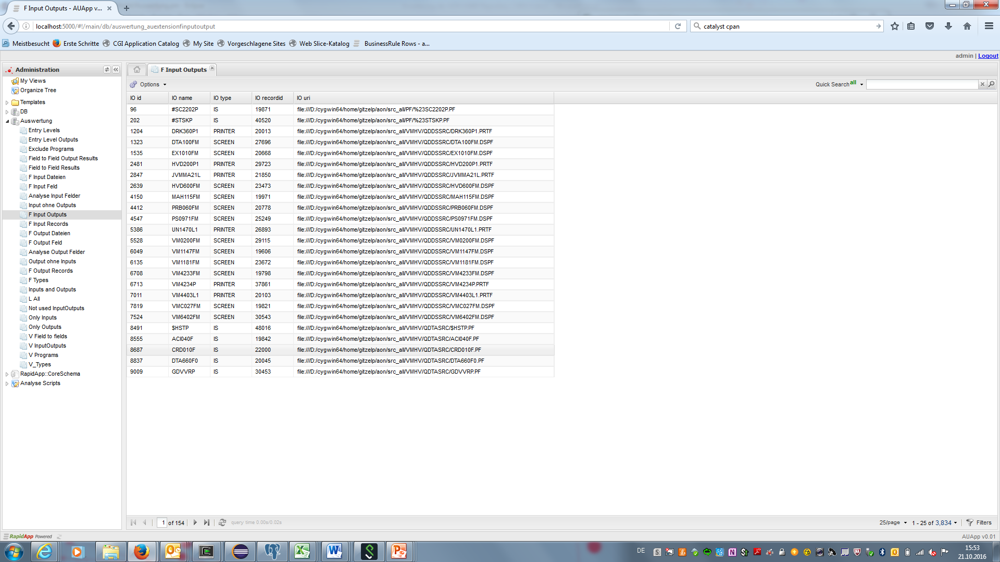 F Input Outputs - AUApp v...
localhost:5000/#!/main/db/auswertung_auextensionfinputoutput
catalyst cpan
Meistbesucht Erste Schritte CGI Application Catalog My Site Vorgeschlagene Sites Web Slice-Katalog BusinessRule Rows - a...
admin | Logout
Administration
My Views
Organize Tree
Templates
DB
Auswertung
Entry Levels
Entry Level Outputs
Exclude Programs
Field to Field Output Results
Field to Field Results
F Input Dateien
F Input Feld
Analyse Input Felder
Input ohne Outputs
F Input Outputs
F Input Records
F Output Dateien
F Output Feld
Analyse Output Felder
Output ohne Inputs
F Output Records
F Types
Inputs and Outputs
L All
Not used InputOutputs
Only Inputs
Only Outputs
V Field to fields
V InputOutputs
V Programs
V_Types
RapidApp::CoreSchema
Analyse Scripts
F Input Outputs
Options
Quick Search all
IO id IO name IO type IO recordid IO uri
96 #SC2202P IS 19871 file:///D:/cygwin64/home/gitzelp/aon/src_all/PF/%23SC2202P.PF
202 #STSKP IS 40520 file:///D:/cygwin64/home/gitzelp/aon/src_all/PF/%23STSKP.PF
1204 DRK360P1 PRINTER 20013 file:///D:/cygwin64/home/gitzelp/aon/src_all/VMHV/QDDSSRC/DRK360P1.PRTF
1323 DTA100FM SCREEN 27696 file:///D:/cygwin64/home/gitzelp/aon/src_all/VMHV/QDDSSRC/DTA100FM.DSPF
1535 EX1010FM SCREEN 20668 file:///D:/cygwin64/home/gitzelp/aon/src_all/VMHV/QDDSSRC/EX1010FM.DSPF
2481 HVD200P1 PRINTER 29723 file:///D:/cygwin64/home/gitzelp/aon/src_all/VMHV/QDDSSRC/HVD200P1.PRTF
2847 JVMMA21L PRINTER 21850 file:///D:/cygwin64/home/gitzelp/aon/src_all/VMHV/QDDSSRC/JVMMA21L.PRTF
2639 HVD600FM SCREEN 23473 file:///D:/cygwin64/home/gitzelp/aon/src_all/VMHV/QDDSSRC/HVD600FM.DSPF
4150 MAH115FM SCREEN 19971 file:///D:/cygwin64/home/gitzelp/aon/src_all/VMHV/QDDSSRC/MAH115FM.DSPF
4412 PRB060FM SCREEN 20778 file:///D:/cygwin64/home/gitzelp/aon/src_all/VMHV/QDDSSRC/PRB060FM.DSPF
4547 PS0971FM SCREEN 25249 file:///D:/cygwin64/home/gitzelp/aon/src_all/VMHV/QDDSSRC/PS0971FM.DSPF
5386 UN1470L1 PRINTER 26893 file:///D:/cygwin64/home/gitzelp/aon/src_all/VMHV/QDDSSRC/UN1470L1.PRTF
5528 VM0200FM SCREEN 29115 file:///D:/cygwin64/home/gitzelp/aon/src_all/VMHV/QDDSSRC/VM0200FM.DSPF
6049 VM1147FM SCREEN 19606 file:///D:/cygwin64/home/gitzelp/aon/src_all/VMHV/QDDSSRC/VM1147FM.DSPF
6135 VM1181FM SCREEN 23672 file:///D:/cygwin64/home/gitzelp/aon/src_all/VMHV/QDDSSRC/VM1181FM.DSPF
6708 VM4233FM SCREEN 19798 file:///D:/cygwin64/home/gitzelp/aon/src_all/VMHV/QDDSSRC/VM4233FM.DSPF
6713 VM4234P PRINTER 37861 file:///D:/cygwin64/home/gitzelp/aon/src_all/VMHV/QDDSSRC/VM4234P.PRTF
7011 VM4403L1 PRINTER 20103 file:///D:/cygwin64/home/gitzelp/aon/src_all/VMHV/QDDSSRC/VM4403L1.PRTF
7819 VMC027FM SCREEN 19821 file:///D:/cygwin64/home/gitzelp/aon/src_all/VMHV/QDDSSRC/VMC027FM.DSPF
7524 VM6402FM SCREEN 30543 file:///D:/cygwin64/home/gitzelp/aon/src_all/VMHV/QDDSSRC/VM6402FM.DSPF
8491 $HSTP IS 48016 file:///D:/cygwin64/home/gitzelp/aon/src_all/VMHV/QDTASRC/$HSTP.PF
8555 ACI040F IS 19842 file:///D:/cygwin64/home/gitzelp/aon/src_all/VMHV/QDTASRC/ACI040F.PF
8687 CRD010F IS 22000 file:///D:/cygwin64/home/gitzelp/aon/src_all/VMHV/QDTASRC/CRD010F.PF
8837 DTA660F0 IS 20045 file:///D:/cygwin64/home/gitzelp/aon/src_all/VMHV/QDTASRC/DTA660F0.PF
9009 GDVVRP IS 30453 file:///D:/cygwin64/home/gitzelp/aon/src_all/VMHV/QDTASRC/GDVVRP.PF
1 of 154 query time 0.00s/0.02s 25/page 1 - 25 of 3,834 Filters
RapidApp Powered AUApp v0.01
DE
15:53
21.10.2016